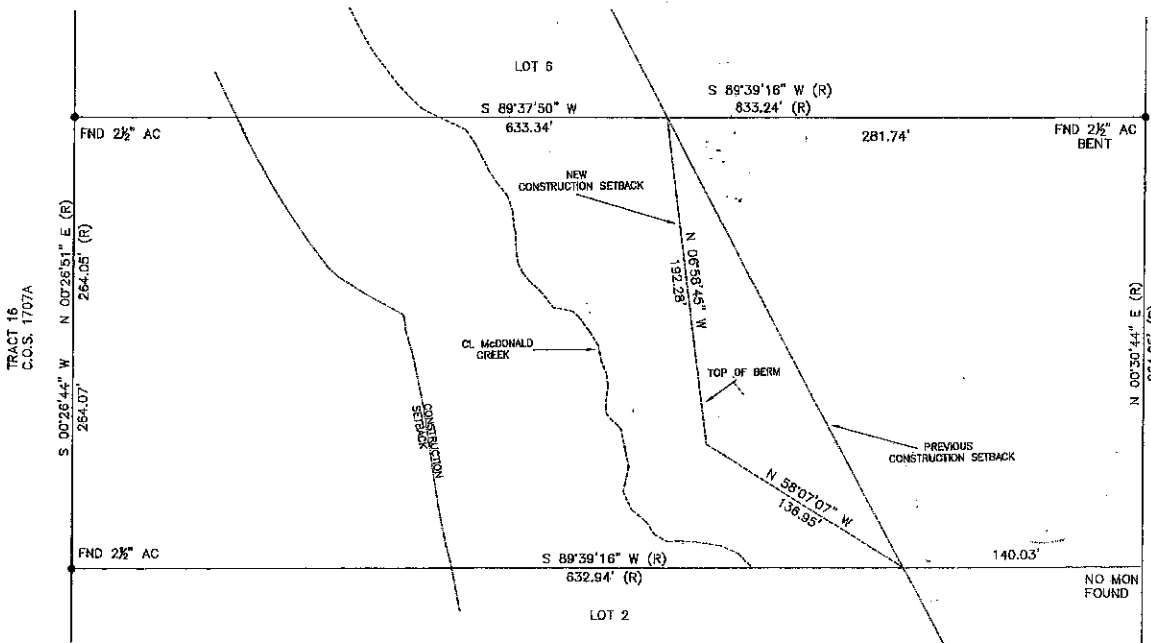 LOT 6
S 89°39'16" W (R)
833.24' (R)
S 89°37'50" W
633.34'
281.74'
FND 2½" AC
FND 2½" AC
BENT
NEW
CONSTRUCTION SETBACK
N 06°58'45" W
192.28'
TRACT 16
C.O.S. 1707A
S 00°26'44" W N 00°26'51" E (R)
264.07' 264.05' (R)
CL McDONALD
CREEK
TOP OF BERM
CONSTRUCTION
SETBACK
PREVIOUS
CONSTRUCTION SETBACK
N 00°30'44" E (R)
N 58°07'07" W
136.95'
FND 2½" AC
S 89°39'16" W (R)
632.94' (R)
140.03'
NO MON
FOUND
LOT 2